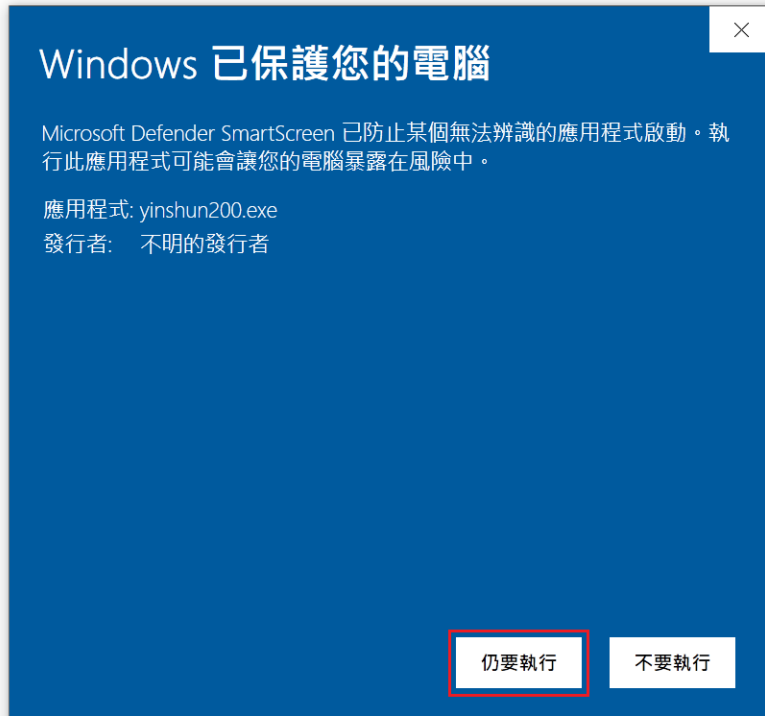 Windows 已保護您的電腦
Microsoft Defender SmartScreen 已防止某個無法辨識的應用程式啟動。執
行此應用程式可能會讓您的電腦暴露在風險中。
應用程式: yinshun200.exe
發行者: 不明的發行者
仍要執行 不要執行